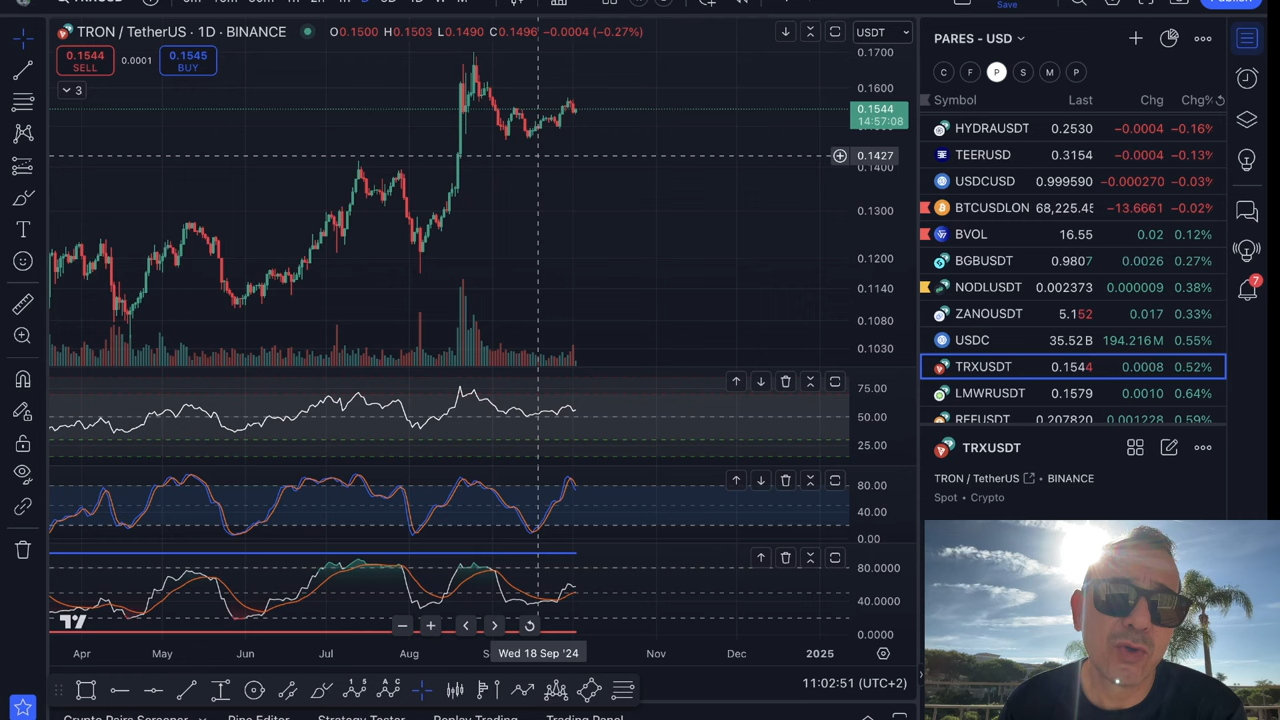 TRON / TetherUS · 1D · BINANCE
O0.1500 H0.1503 L0.1490 C0.1496 −0.0004 (−0.27%)
USDT
0.1544 SELL
0.0001
0.1545 BUY
3
0.1700
0.1600
0.1544
14:57:08
0.1427
0.1400
0.1300
0.1200
0.1140
0.1080
0.1030
75.00
50.00
25.00
80.00
40.00
0.00
80.0000
40.0000
0.0000
Apr May Jun Jul Aug Wed 18 Sep '24 Nov Dec 2025
11:02:51 (UTC+2)
Crypto Pairs Screener Pine Editor Strategy Tester Replay Trading Trading Panel
Save
Publish
PARES - USD
C F P S M P
Symbol Last Chg Chg%
HYDRAUSDT 0.2530 −0.0004 −0.16%
TEERUSD 0.3154 −0.0004 −0.13%
USDCUSD 0.999590 −0.000270 −0.03%
BTCUSDLON 68,225.45 −13.6661 −0.02%
BVOL 16.55 0.02 0.12%
BGBUSDT 0.9807 0.0026 0.27%
NODLUSDT 0.002373 0.000009 0.38%
ZANOUSDT 5.152 0.017 0.33%
USDC 35.52B 194.216M 0.55%
TRXUSDT 0.1544 0.0008 0.52%
LMWRUSDT 0.1579 0.0010 0.64%
REEUSDT 0.207820 0.001228 0.59%
7
TRXUSDT
TRON / TetherUS • BINANCE
Spot • Crypto